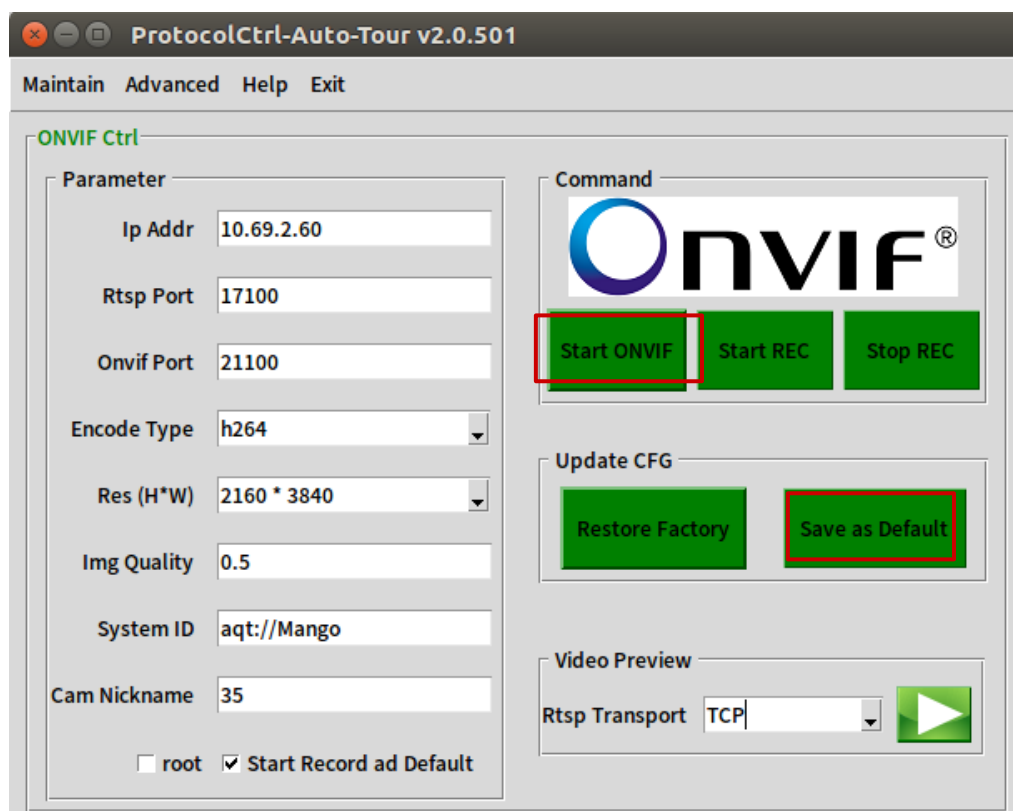 ProtocolCtrl-Auto-Tour v2.0.501
Maintain Advanced Help Exit
ONVIF Ctrl
Parameter
Ip Addr 10.69.2.60
Rtsp Port 17100
Onvif Port 21100
Encode Type h264
Res (H*W) 2160 * 3840
Img Quality 0.5
System ID aqt://Mango
Cam Nickname 35
root Start Record ad Default
Command
ONVIF®
Start ONVIF Start REC Stop REC
Update CFG
Restore Factory Save as Default
Video Preview
Rtsp Transport TCP